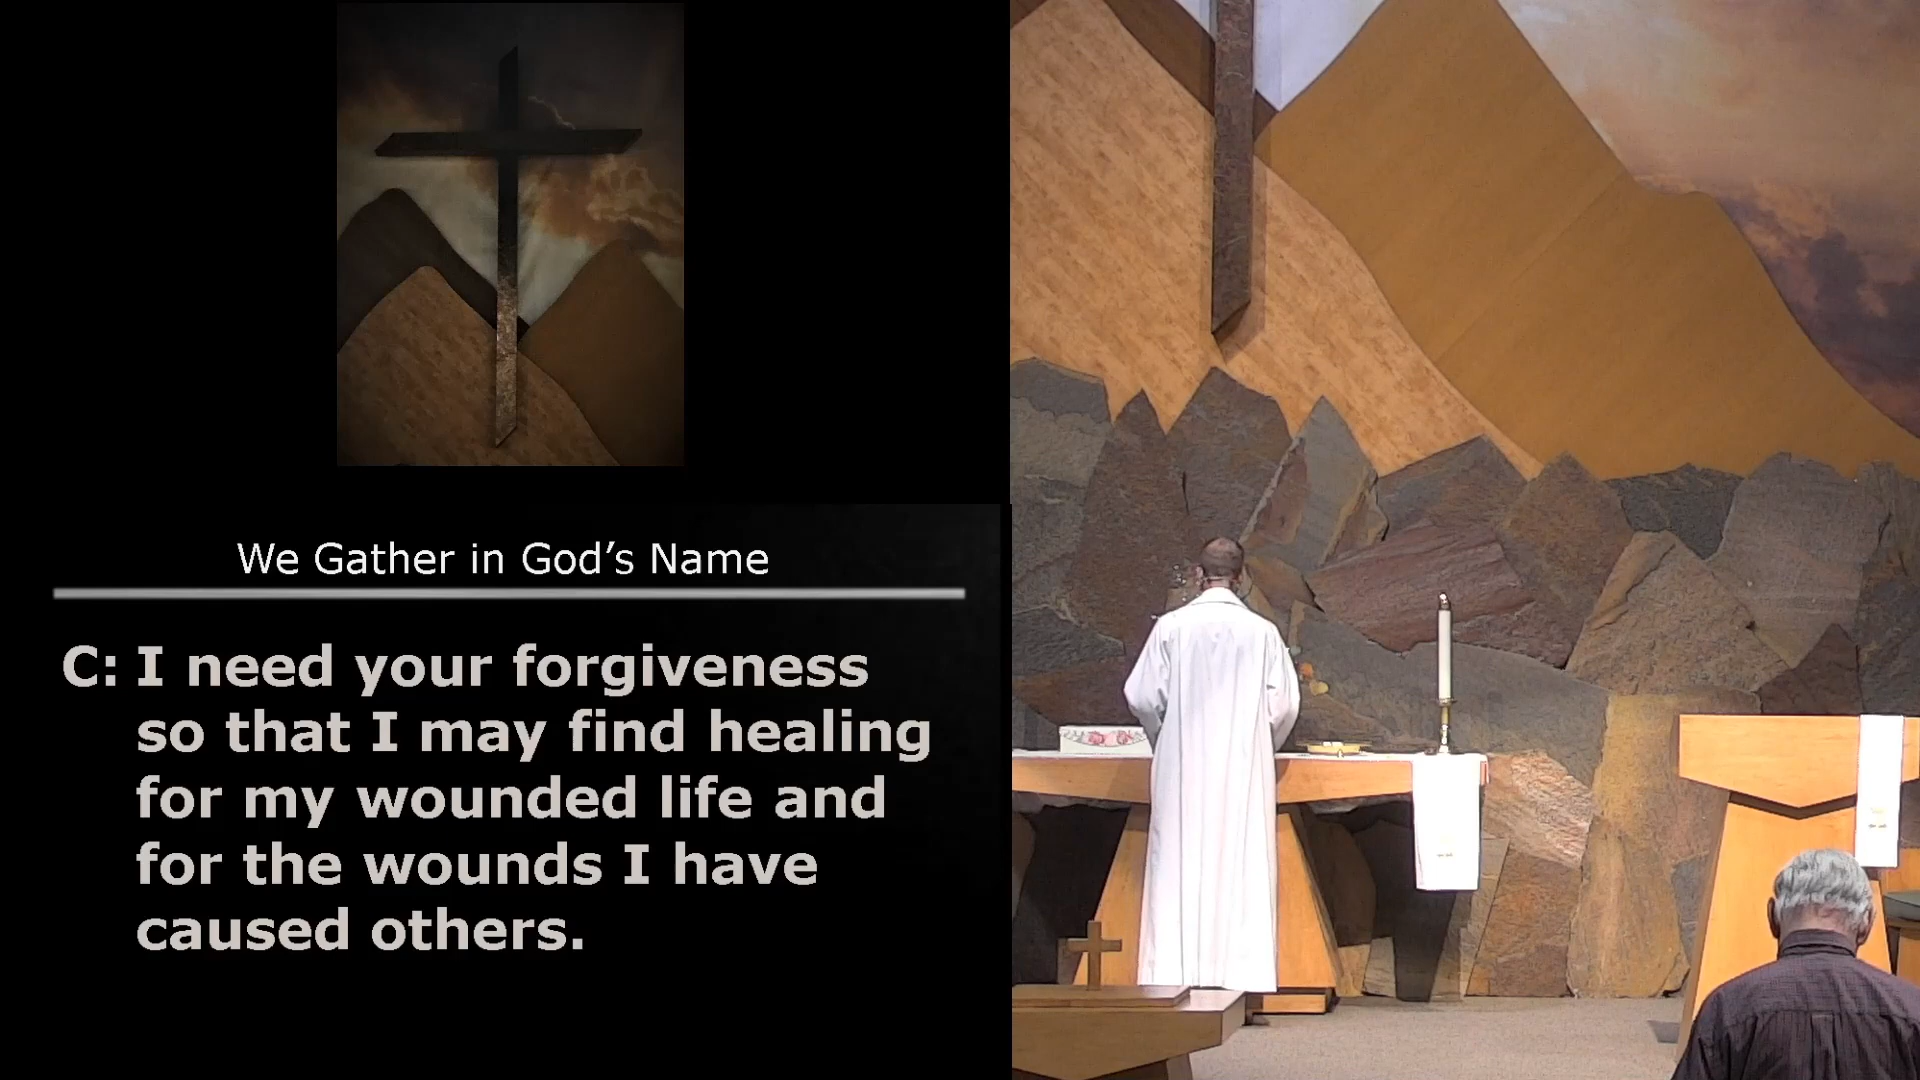 We Gather in God’s Name
C: I need your forgiveness
so that I may find healing
for my wounded life and
for the wounds I have
caused others.